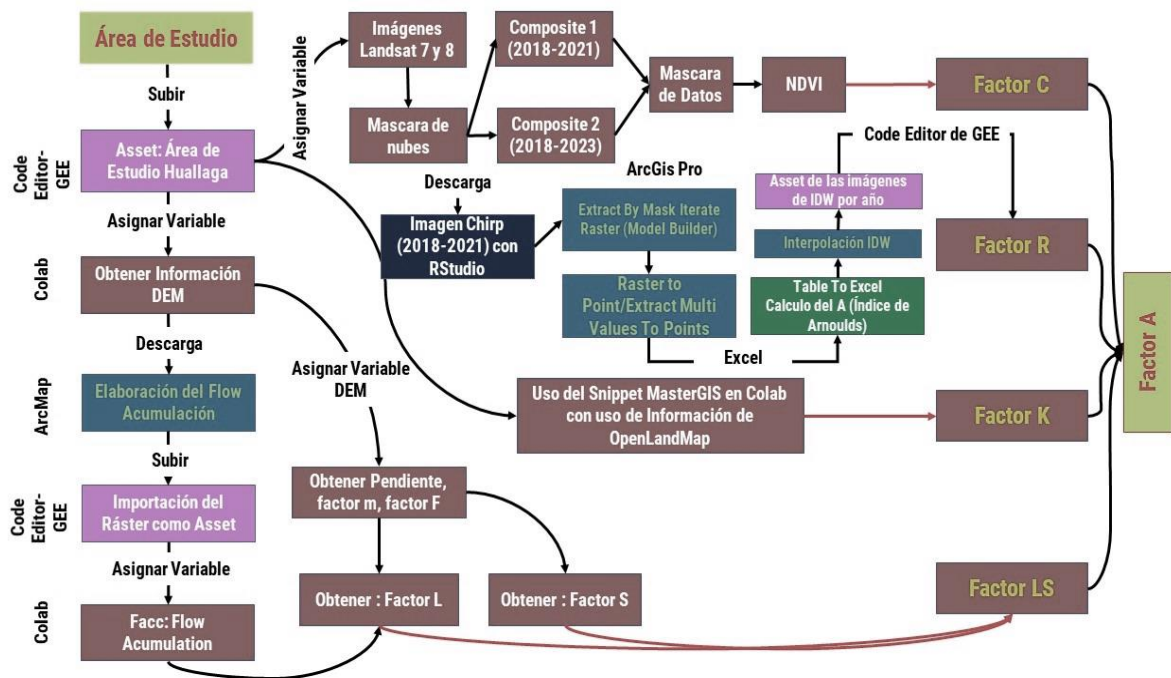 Área de Estudio
Subir
Code
Editor-
GEE
Asset: Área de
Estudio Huallaga
Asignar Variable
Colab
Obtener Información
DEM
Descarga
ArcMap
Elaboración del Flow
Acumulación
Subir
Code
Editor-
GEE
Importación del
Ráster como Asset
Asignar Variable
Colab
Facc: Flow
Acumulation
Asignar Variable
Imágenes
Landsat 7 y 8
Mascara de
nubes
Composite 1
(2018-2021)
Composite 2
(2018-2023)
Mascara
de Datos
NDVI
Factor C
Descarga
Imagen Chirp
(2018-2021) con
RStudio
ArcGis Pro
Extract By Mask Iterate
Raster (Model Builder)
Raster to
Point/Extract Multi
Values To Points
Excel
Table To Excel
Calculo del A (Índice de
Arnoulds)
Interpolación IDW
Asset de las imágenes
de IDW por año
Code Editor de GEE
Factor R
Asignar Variable
DEM
Uso del Snippet MasterGIS en Colab
con uso de Información de
OpenLandMap
Factor K
Obtener Pendiente,
factor m, factor F
Obtener : Factor L
Obtener : Factor S
Factor LS
Factor A